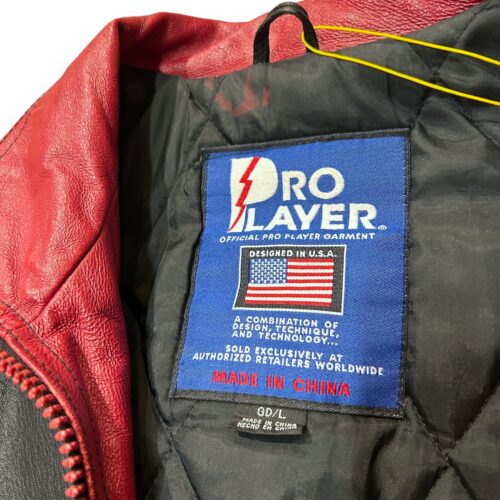 PRO
PLAYER®
OFFICIAL PRO PLAYER GARMENT
DESIGNED IN U.S.A.
A COMBINATION OF
DESIGN, TECHNIQUE,
AND TECHNOLOGY...
SOLD EXCLUSIVELY AT
AUTHORIZED RETAILERS WORLDWIDE
MADE IN CHINA
GD/L
MADE IN CHINA
HECHO EN CHINA